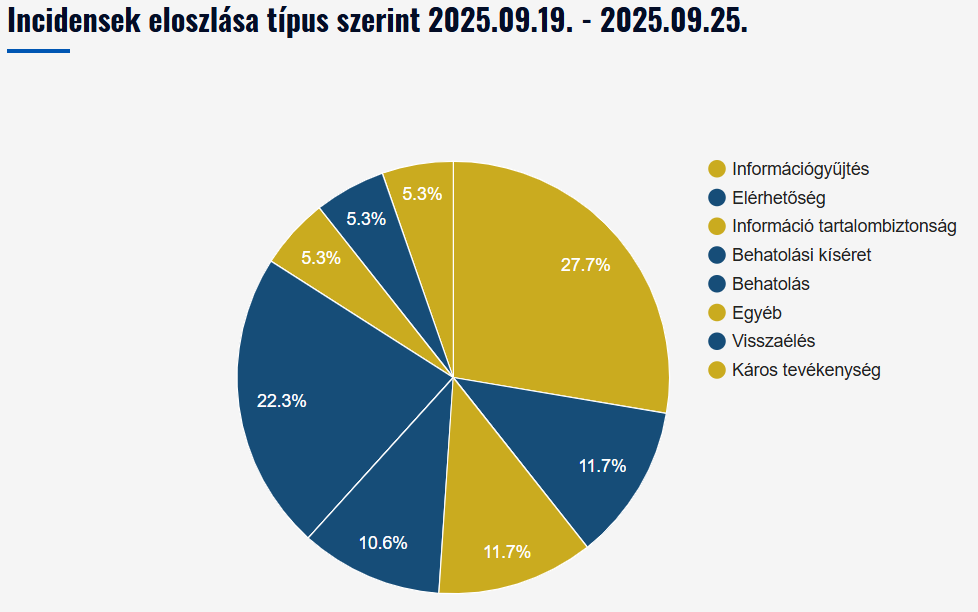 Incidensek eloszlása típus szerint 2025.09.19. - 2025.09.25.
5.3%
5.3%
5.3%
27.7%
22.3%
11.7%
10.6%
11.7%
Információgyűjtés
Elérhetőség
Információ tartalombiztonság
Behatolási kíséret
Behatolás
Egyéb
Visszaélés
Káros tevékenység